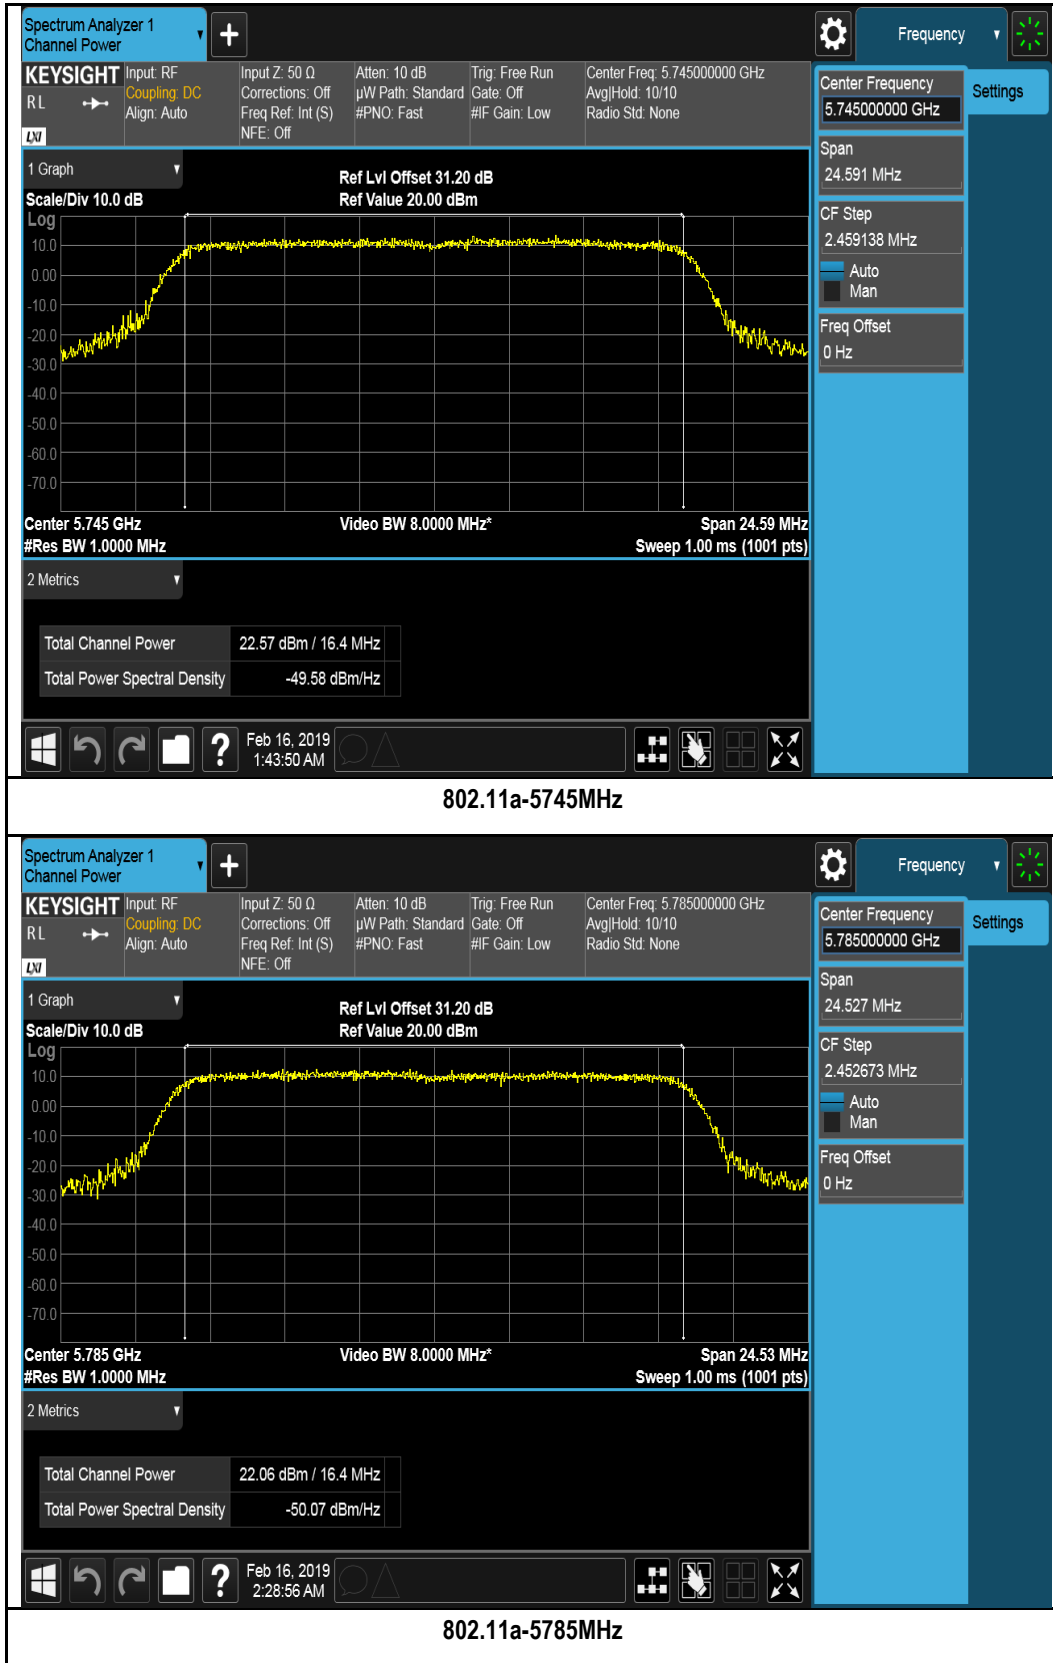 Spectrum Analyzer 1
Channel Power
Frequency
KEYSIGHT
RL
LXI
Input: RF
Coupling: DC
Align: Auto
Input Z: 50 Ω
Corrections: Off
Freq Ref: Int (S)
NFE: Off
Atten: 10 dB
µW Path: Standard
#PNO: Fast
Trig: Free Run
Gate: Off
#IF Gain: Low
Center Freq: 5.745000000 GHz
Avg|Hold: 10/10
Radio Std: None
Center Frequency
5.745000000 GHz
Settings
Span
24.591 MHz
CF Step
2.459138 MHz
Auto
Man
Freq Offset
0 Hz
1 Graph
Scale/Div 10.0 dB
Ref Lvl Offset 31.20 dB
Ref Value 20.00 dBm
Log
10.0
0.00
-10.0
-20.0
-30.0
-40.0
-50.0
-60.0
-70.0
Center 5.745 GHz
#Res BW 1.0000 MHz
Video BW 8.0000 MHz*
Span 24.59 MHz
Sweep 1.00 ms (1001 pts)
2 Metrics
Total Channel Power 22.57 dBm / 16.4 MHz
Total Power Spectral Density -49.58 dBm/Hz
?
Feb 16, 2019
1:43:50 AM
802.11a-5745MHz
Spectrum Analyzer 1
Channel Power
Frequency
KEYSIGHT
RL
LXI
Input: RF
Coupling: DC
Align: Auto
Input Z: 50 Ω
Corrections: Off
Freq Ref: Int (S)
NFE: Off
Atten: 10 dB
µW Path: Standard
#PNO: Fast
Trig: Free Run
Gate: Off
#IF Gain: Low
Center Freq: 5.785000000 GHz
Avg|Hold: 10/10
Radio Std: None
Center Frequency
5.785000000 GHz
Settings
Span
24.527 MHz
CF Step
2.452673 MHz
Auto
Man
Freq Offset
0 Hz
1 Graph
Scale/Div 10.0 dB
Ref Lvl Offset 31.20 dB
Ref Value 20.00 dBm
Log
10.0
0.00
-10.0
-20.0
-30.0
-40.0
-50.0
-60.0
-70.0
Center 5.785 GHz
#Res BW 1.0000 MHz
Video BW 8.0000 MHz*
Span 24.53 MHz
Sweep 1.00 ms (1001 pts)
2 Metrics
Total Channel Power 22.06 dBm / 16.4 MHz
Total Power Spectral Density -50.07 dBm/Hz
?
Feb 16, 2019
2:28:56 AM
802.11a-5785MHz